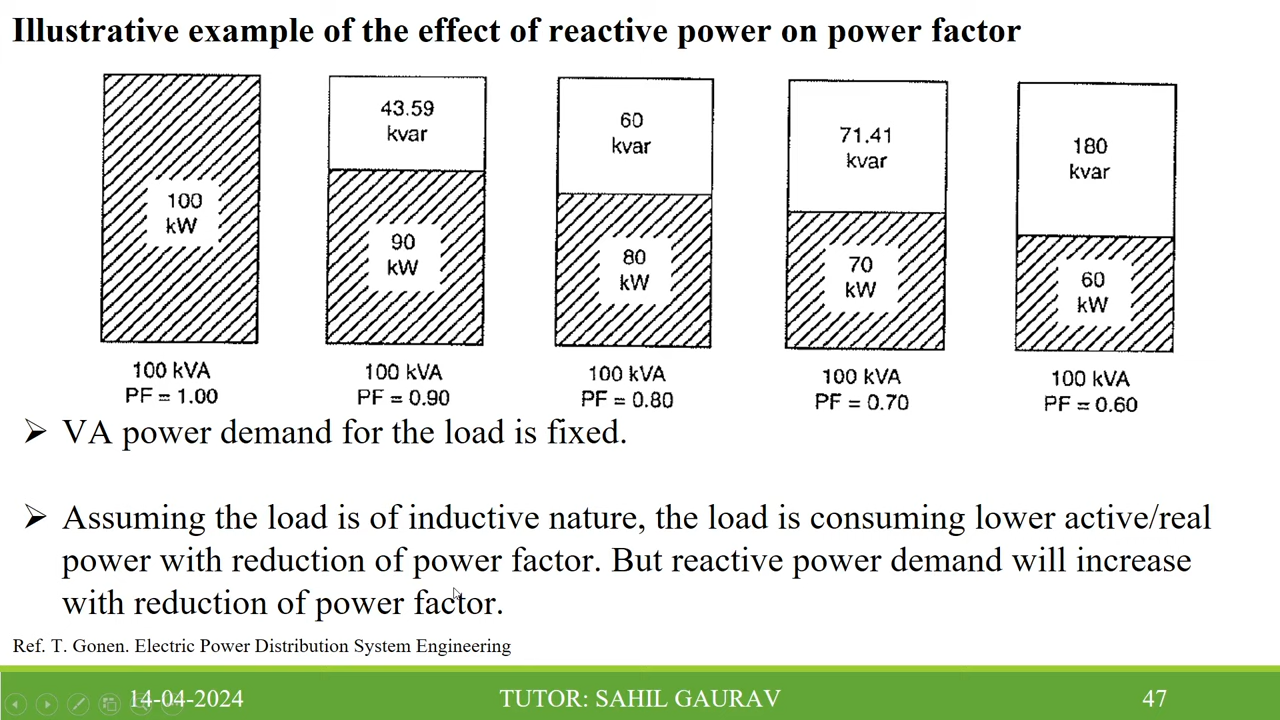 Illustrative example of the effect of reactive power on power factor
100
kW
100 kVA
PF = 1.00
43.59
kvar
90
kW
100 kVA
PF = 0.90
60
kvar
80
kW
100 kVA
PF = 0.80
71.41
kvar
70
kW
100 kVA
PF = 0.70
180
kvar
60
kW
100 kVA
PF = 0.60
➤ VA power demand for the load is fixed.
➤ Assuming the load is of inductive nature, the load is consuming lower active/real
power with reduction of power factor. But reactive power demand will increase
with reduction of power factor.
Ref. T. Gonen. Electric Power Distribution System Engineering
14-04-2024
TUTOR: SAHIL GAURAV
47